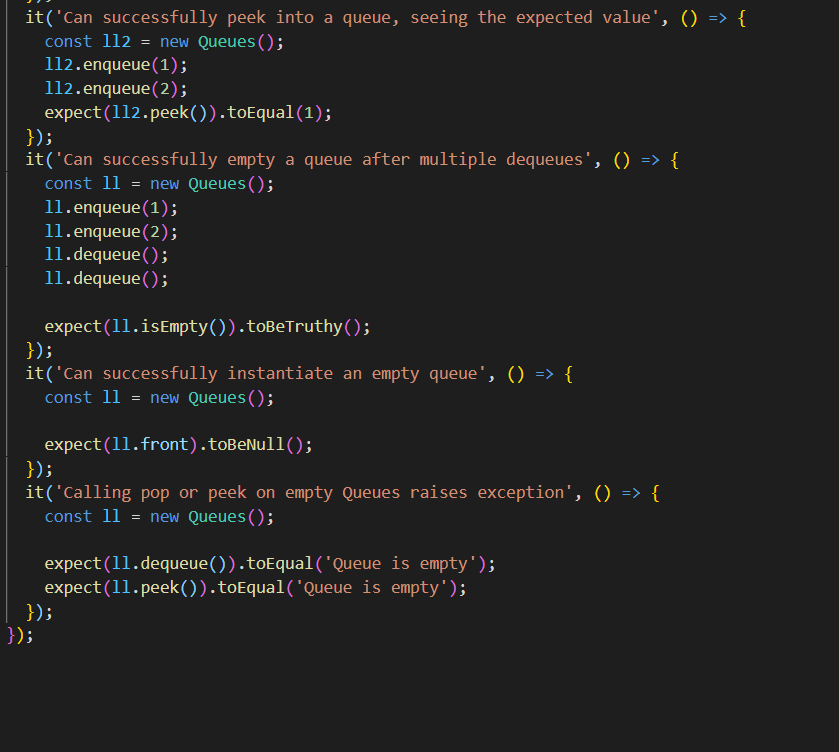 it('Can successfully peek into a queue, seeing the expected value', () => {
const ll2 = new Queues();
ll2.enqueue(1);
ll2.enqueue(2);
expect(ll2.peek()).toEqual(1);
});
it('Can successfully empty a queue after multiple dequeues', () => {
const ll = new Queues();
ll.enqueue(1);
ll.enqueue(2);
ll.dequeue();
ll.dequeue();
expect(ll.isEmpty()).toBeTruthy();
});
it('Can successfully instantiate an empty queue', () => {
const ll = new Queues();
expect(ll.front).toBeNull();
});
it('Calling pop or peek on empty Queues raises exception', () => {
const ll = new Queues();
expect(ll.dequeue()).toEqual('Queue is empty');
expect(ll.peek()).toEqual('Queue is empty');
});
});